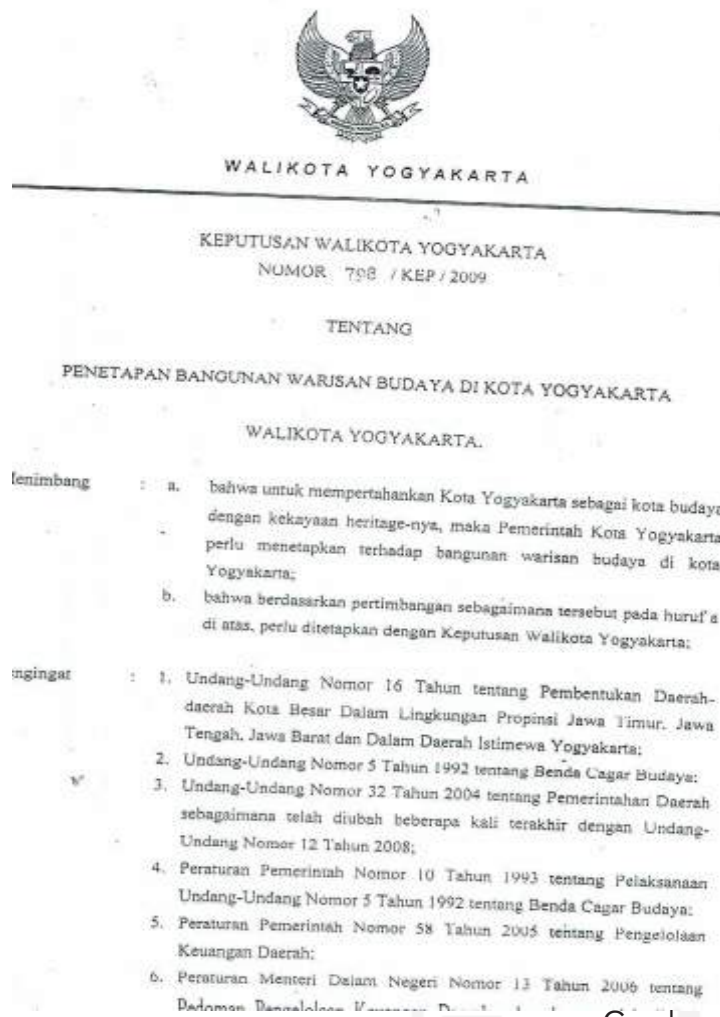 WALIKOTA YOGYAKARTA
KEPUTUSAN WALIKOTA YOGYAKARTA
NOMOR 798 / KEP / 2009
TENTANG
PENETAPAN BANGUNAN WARISAN BUDAYA DI KOTA YOGYAKARTA
WALIKOTA YOGYAKARTA.
enimbang : a. bahwa untuk mempertahankan Kota Yogyakarta sebagai kota budaya
dengan kekayaan heritage-nya, maka Pemerintah Kota Yogyakarta
perlu menetapkan terhadap bangunan warisan budaya di kota
Yogyakarta;
b. bahwa berdasarkan pertimbangan sebagaimana tersebut pada huruf a
di atas, perlu ditetapkan dengan Keputusan Walikota Yogyakarta;
engingat : 1. Undang-Undang Nomor 16 Tahun tentang Pembentukan Daerah-
daerah Kota Besar Dalam Lingkungan Propinsi Jawa Timur, Jawa
Tengah, Jawa Barat dan Dalam Daerah Istimewa Yogyakarta;
2. Undang-Undang Nomor 5 Tahun 1992 tentang Benda Cagar Budaya;
3. Undang-Undang Nomor 32 Tahun 2004 tentang Pemerintahan Daerah
sebagaimana telah diubah beberapa kali terakhir dengan Undang-
Undang Nomor 12 Tahun 2008;
4. Peraturan Pemerintah Nomor 10 Tahun 1993 tentang Pelaksanaan
Undang-Undang Nomor 5 Tahun 1992 tentang Benda Cagar Budaya;
5. Peraturan Pemerintah Nomor 58 Tahun 2005 tentang Pengelolaan
Keuangan Daerah;
6. Peraturan Menteri Dalam Negeri Nomor 13 Tahun 2006 tentang
Pedoman Pengelolaan Keuangan